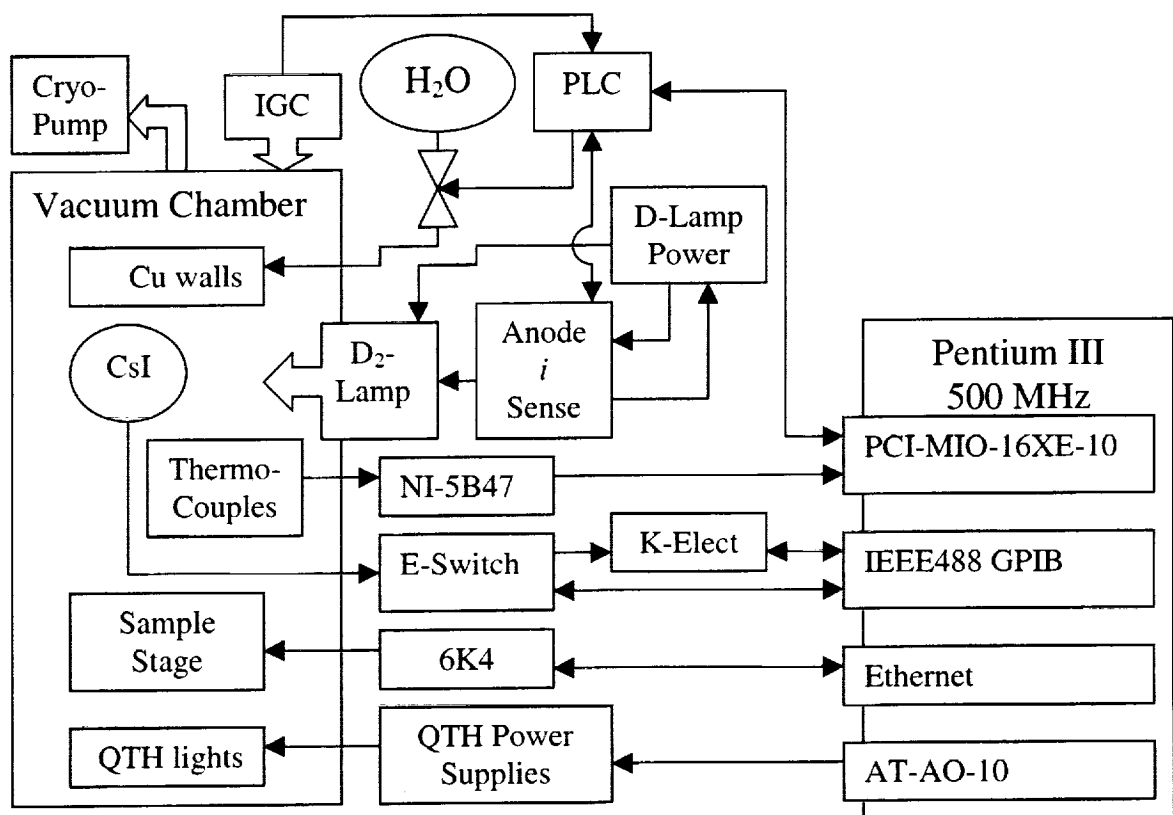 Cryo-
Pump
IGC
H₂O
PLC
Vacuum Chamber
D-Lamp
Power
Cu walls
CsI
D₂-
Lamp
Anode
i
Sense
Pentium III
500 MHz
PCI-MIO-16XE-10
Thermo-
Couples
NI-5B47
K-Elect
E-Switch
IEEE488 GPIB
Sample
Stage
6K4
Ethernet
QTH lights
QTH Power
Supplies
AT-AO-10